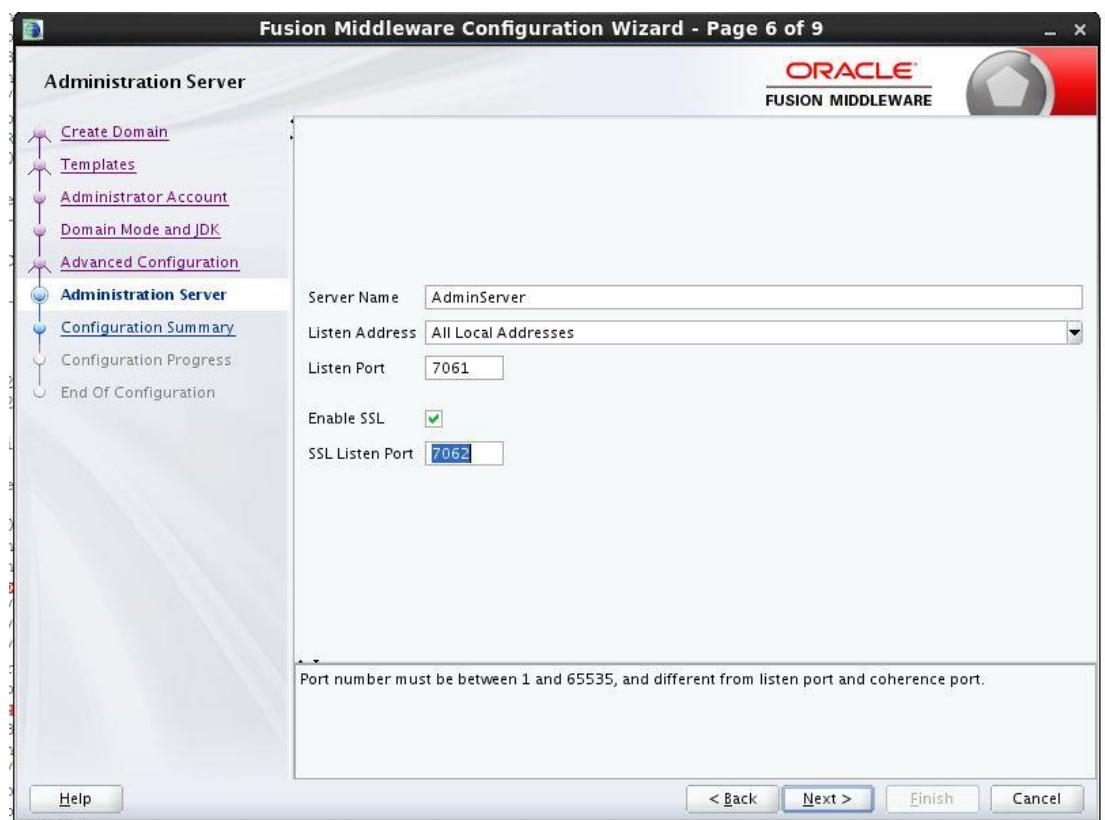 Fusion Middleware Configuration Wizard - Page 6 of 9
Administration Server
ORACLE
FUSION MIDDLEWARE
Create Domain
Templates
Administrator Account
Domain Mode and JDK
Advanced Configuration
Administration Server
Configuration Summary
Configuration Progress
End Of Configuration
Server Name AdminServer
Listen Address All Local Addresses
Listen Port 7061
Enable SSL
SSL Listen Port 7062
Port number must be between 1 and 65535, and different from listen port and coherence port.
Help < Back Next > Finish Cancel